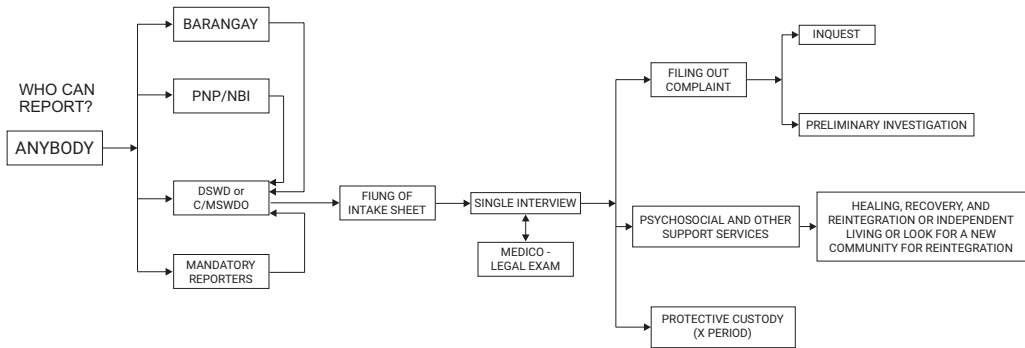 WHO CAN
REPORT?
ANYBODY
BARANGAY
PNP/NBI
DSWD or
C/MSWDO
MANDATORY
REPORTERS
FIUNG OF
INTAKE SHEET
SINGLE INTERVIEW
MEDICO -
LEGAL EXAM
FILING OUT
COMPLAINT
INQUEST
PRELIMINARY INVESTIGATION
PSYCHOSOCIAL AND OTHER
SUPPORT SERVICES
HEALING, RECOVERY, AND
REINTEGRATION OR INDEPENDENT
LIVING OR LOOK FOR A NEW
COMMUNITY FOR REINTEGRATION
PROTECTIVE CUSTODY
(X PERIOD)